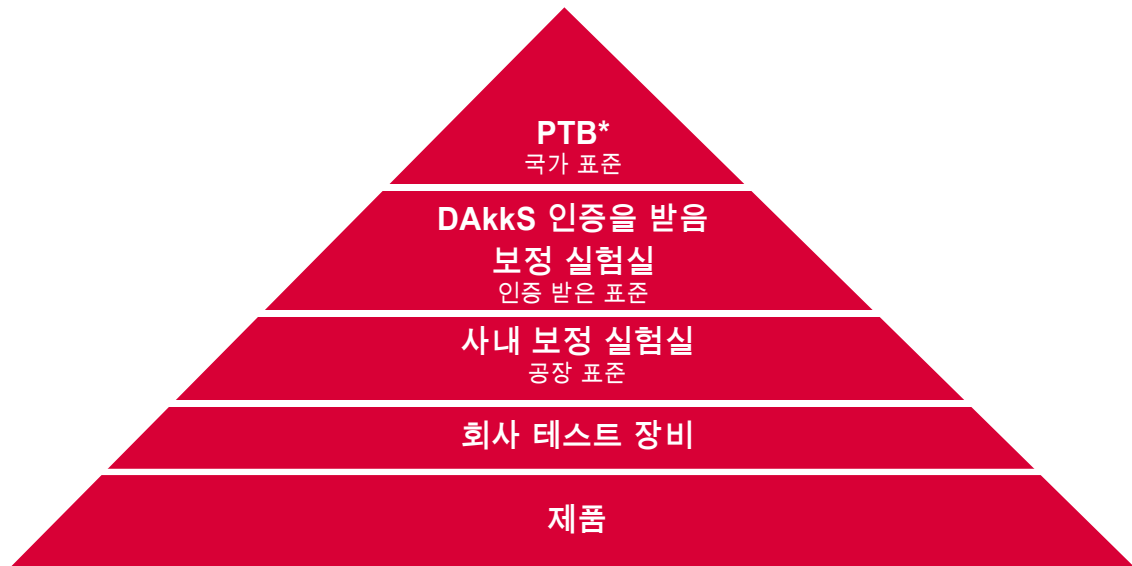 PTB*
국가 표준
DAkkS 인증을 받음
보정 실험실
인증 받은 표준
사내 보정 실험실
공장 표준
회사 테스트 장비
제품